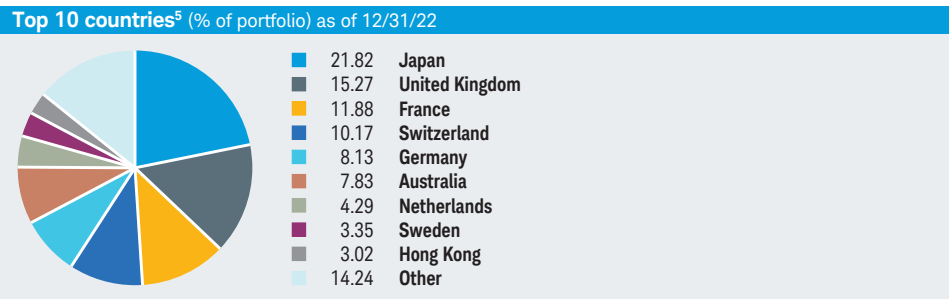 Top 10 countries5 (% of portfolio) as of 12/31/22
21.82 Japan
15.27 United Kingdom
11.88 France
10.17 Switzerland
8.13 Germany
7.83 Australia
4.29 Netherlands
3.35 Sweden
3.02 Hong Kong
14.24 Other